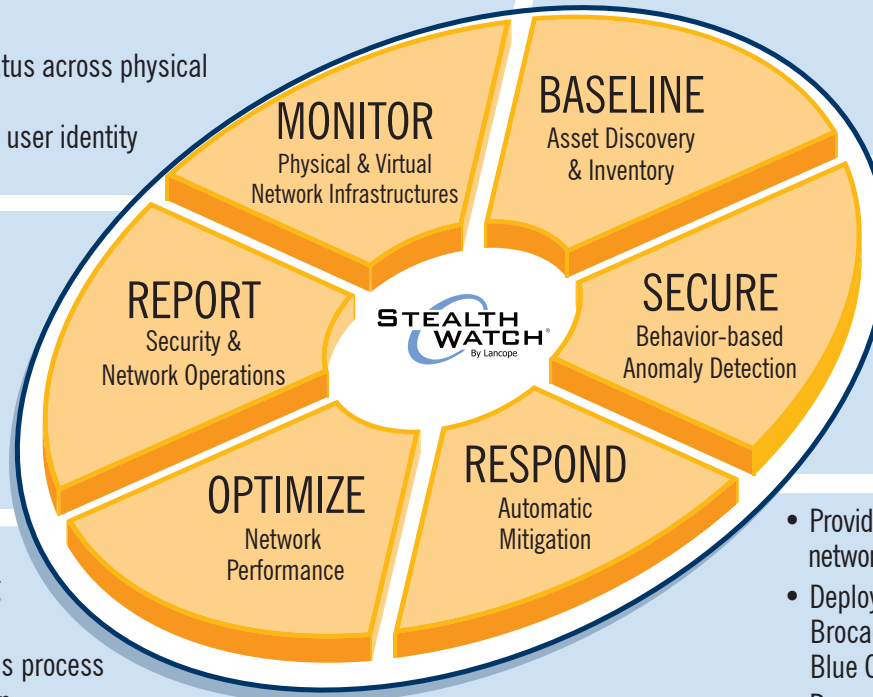 tus across physical
user identity
MONITOR
Physical & Virtual
Network Infrastructures
BASELINE
Asset Discovery
& Inventory
REPORT
Security &
Network Operations
STEALTH
WATCH®
By Lancope
SECURE
Behavior-based
Anomaly Detection
OPTIMIZE
Network
Performance
RESPOND
Automatic
Mitigation
s process
• Provid
networ
• Deploy
Broca
Blue C